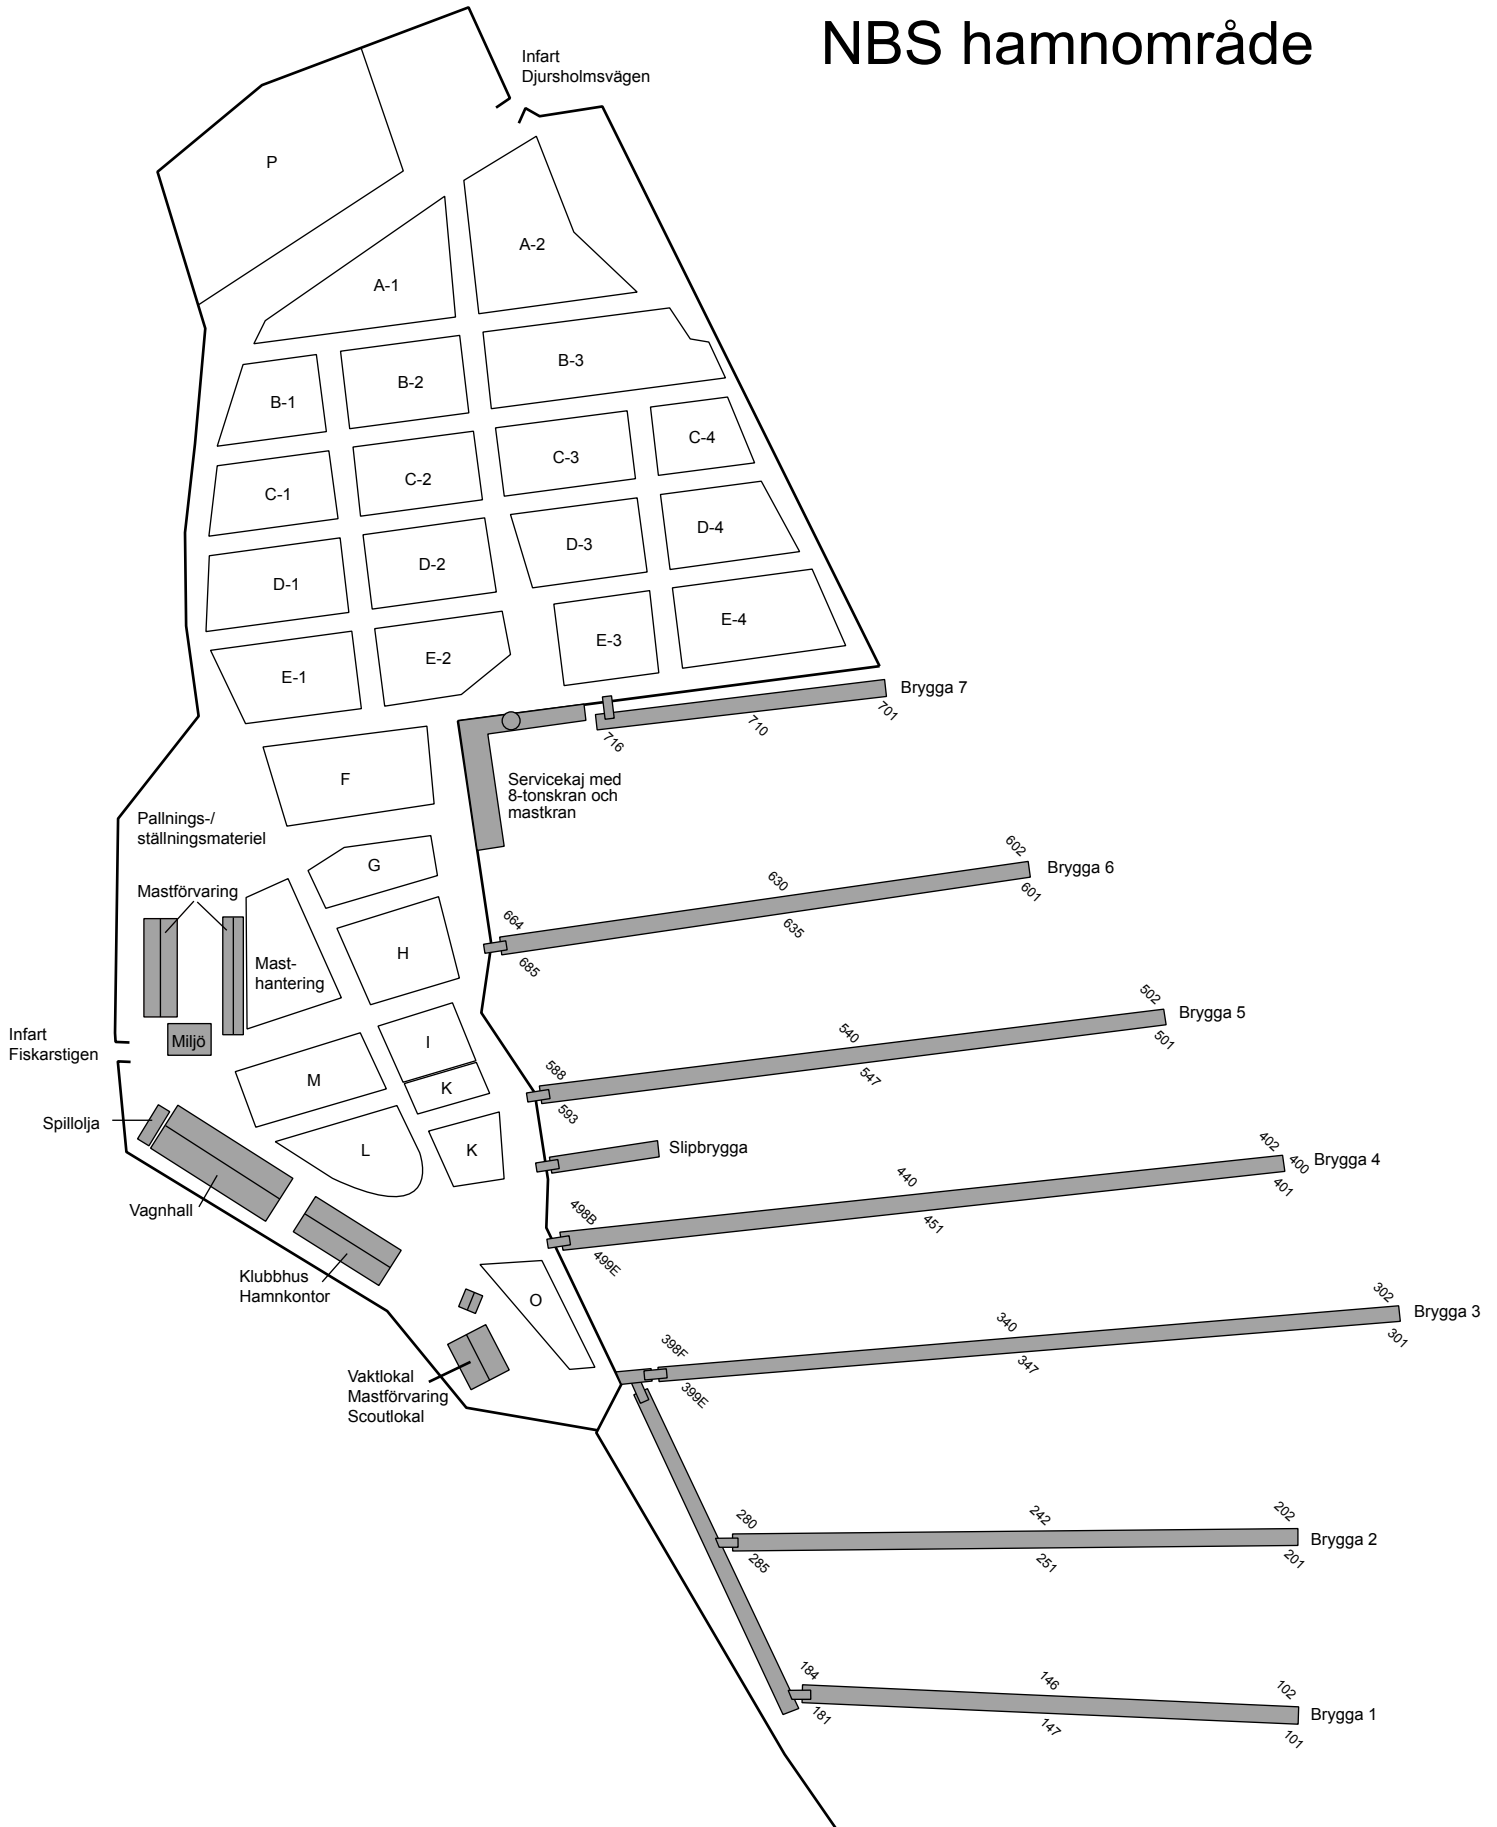 NBS hamnområde
Infart
Djursholmsvägen
P
A-2
A-1
B-3
B-2
B-1
C-4
C-3
C-2
C-1
D-4
D-3
D-2
D-1
E-4
E-3
E-2
E-1
Brygga 7
701
710
716
F
Servicekaj med
8-tonskran och
mastkran
Pallnings-/
ställningsmateriel
G
Mastförvaring
602
Brygga 6
601
630
635
664
685
H
Mast-
hantering
502
Brygga 5
501
540
547
588
593
Infart
Fiskarstigen
Miljö
I
M
K
Spillolja
L
K
Slipbrygga
402
400
Brygga 4
401
440
451
498B
499E
Vagnhall
Klubbhus
Hamnkontor
O
302
Brygga 3
301
340
347
398F
399E
Vaktlokal
Mastförvaring
Scoutlokal
280
242
202
Brygga 2
285
251
201
184
146
102
Brygga 1
181
147
101